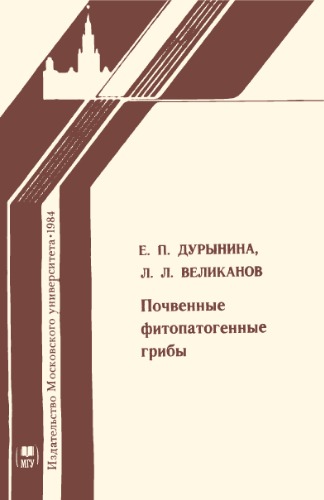 Е. П. ДУРЫНИНА,
Л. Л. ВЕЛИКАНОВ
Почвенные
фитопатогенные
грибы
Издательство Московского университета·1984
МГУ